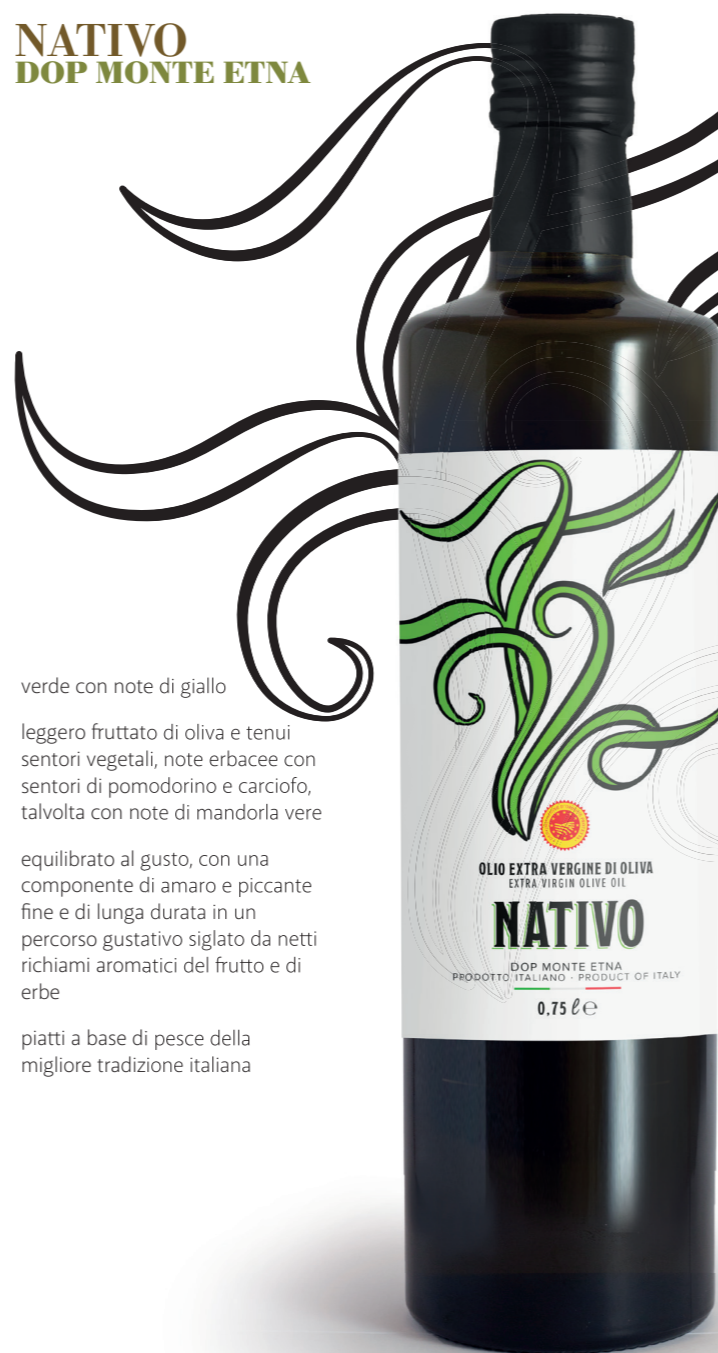 NATIVO
DOP MONTE ETNA
verde con note di giallo
leggero fruttato di oliva e tenui
sentori vegetali, note erbacee con
sentori di pomodorino e carciofo,
talvolta con note di mandorla vere
equilibrato al gusto, con una
componente di amaro e piccante
fine e di lunga durata in un
percorso gustativo siglato da netti
richiami aromatici del frutto e di
erbe
piatti a base di pesce della
migliore tradizione italiana
OLIO EXTRA VERGINE DI OLIVA
EXTRA VIRGIN OLIVE OIL
NATIVO
DOP MONTE ETNA
PRODOTTO ITALIANO - PRODUCT OF ITALY
0,75 ℓ ℮